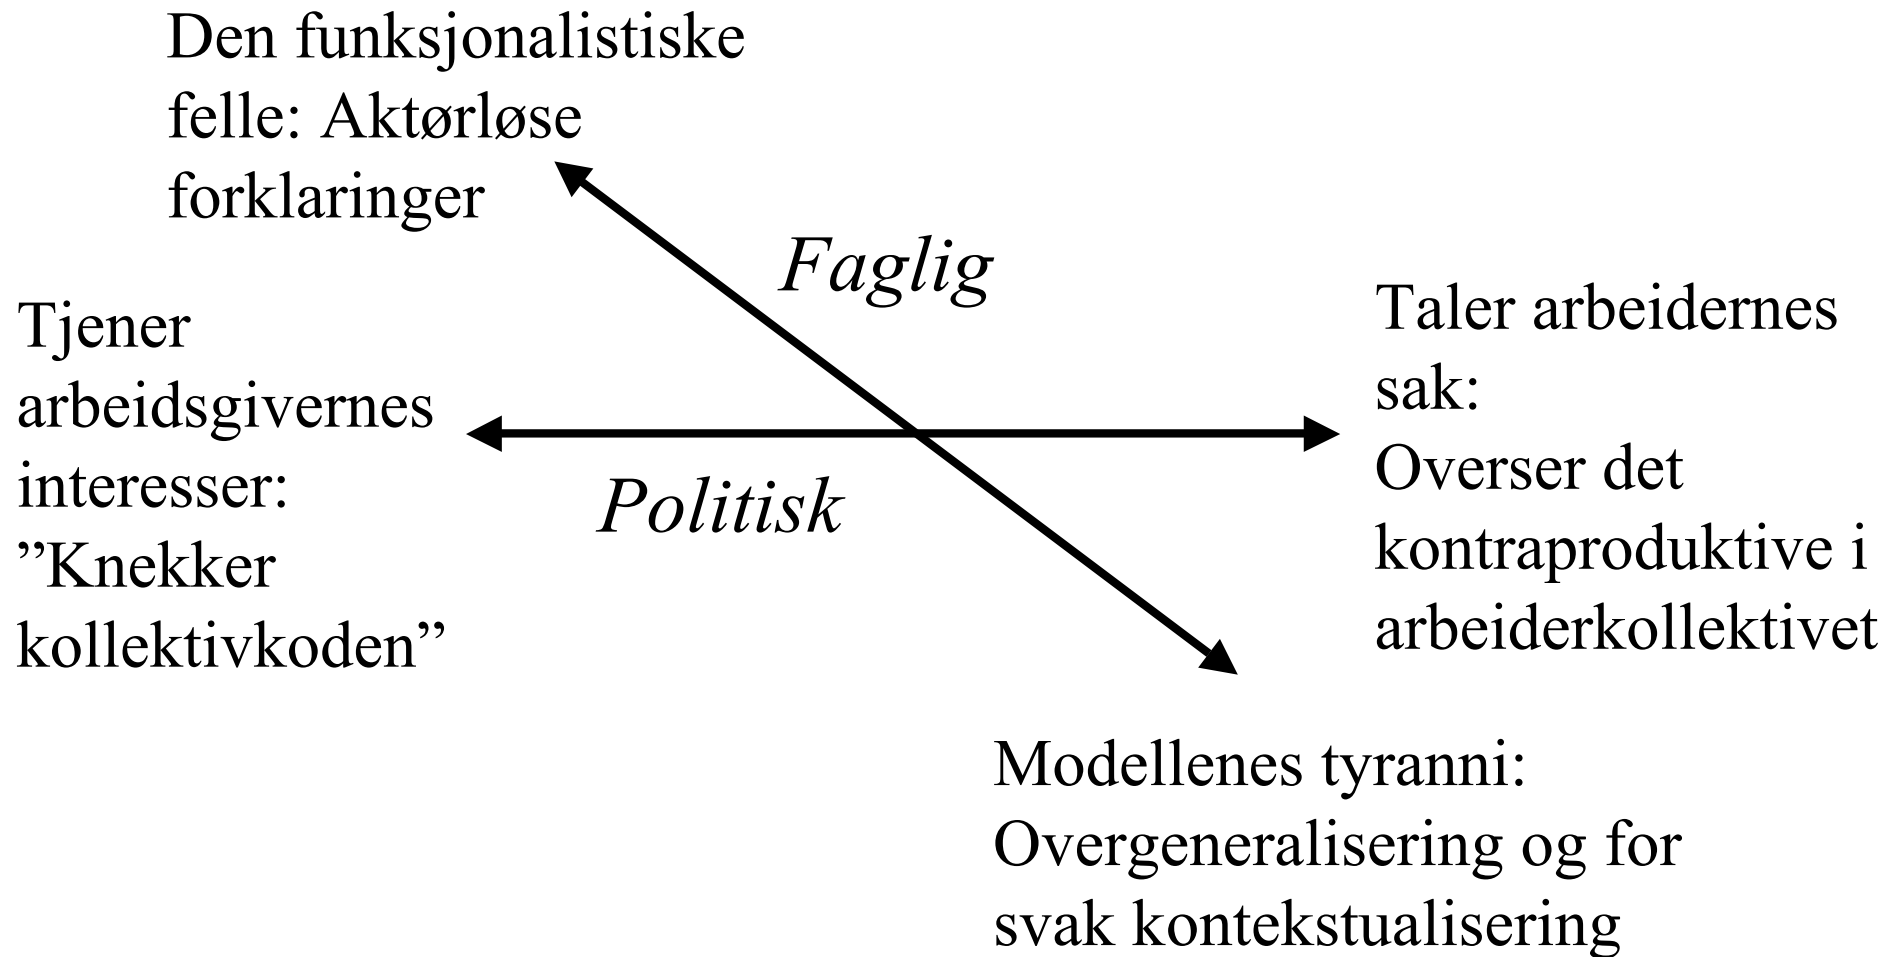 Den funksjonalistiske
felle: Aktørløse
forklaringer
Faglig
Tjener
arbeidsgivernes
interesser:
”Knekker
kollektivkoden”
Politisk
Taler arbeidernes
sak:
Overser det
kontraproduktive i
arbeiderkollektivet
Modellenes tyranni:
Overgeneralisering og for
svak kontekstualisering